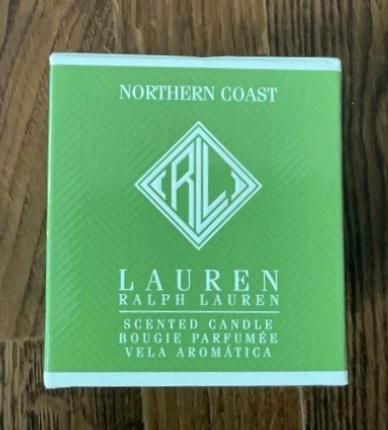 NORTHERN COAST
RL
LAUREN
RALPH LAUREN
SCENTED CANDLE
BOUGIE PARFUMÉE
VELA AROMÁTICA